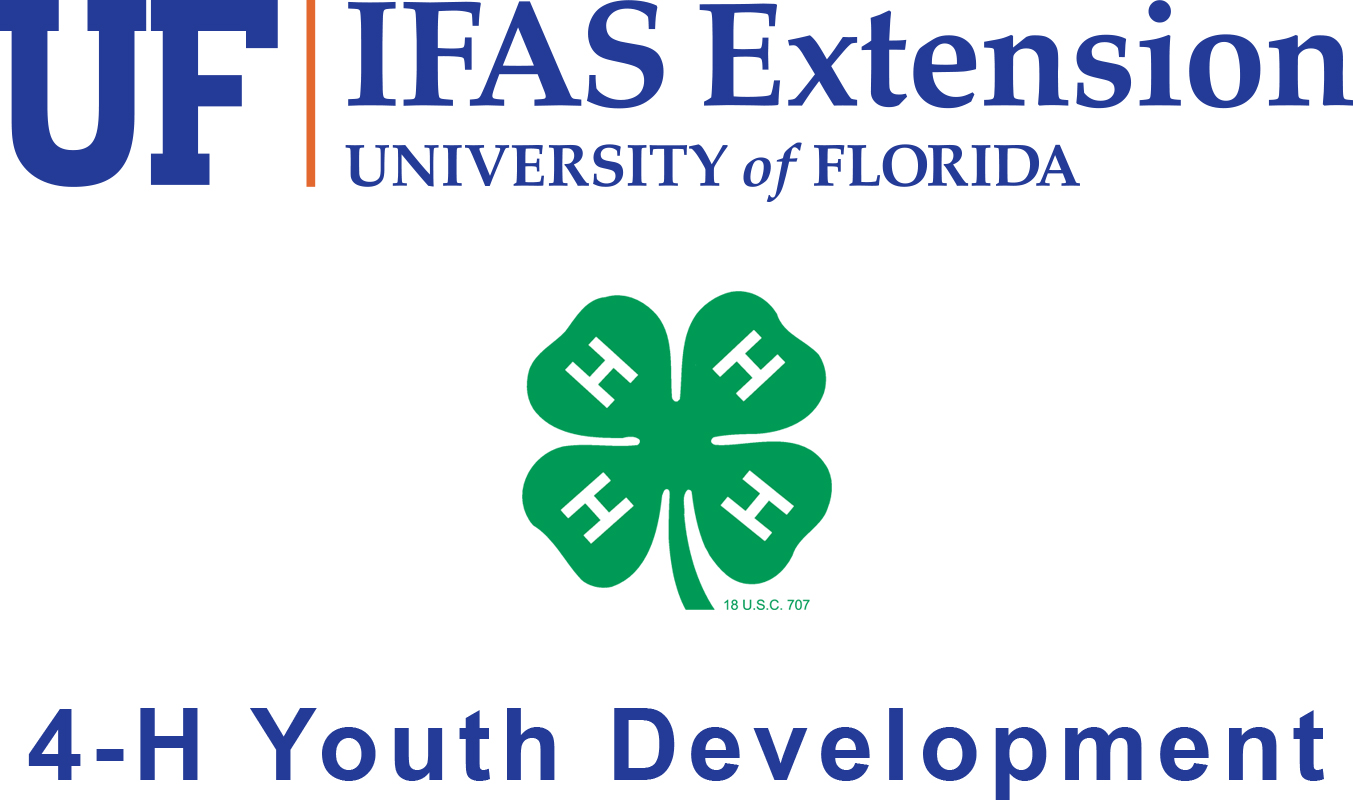 UF IFAS Extension
UNIVERSITY of FLORIDA
H H
H H
18 U.S.C. 707
4-H Youth Development